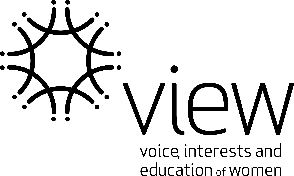 view
voice, interests and
education of women